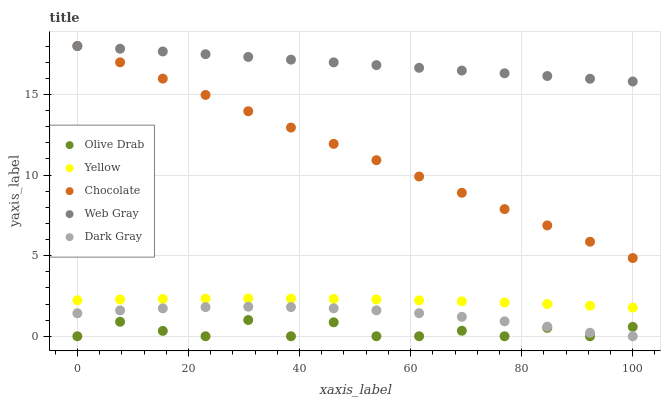 title
yaxis_label
15
10
5
0
Olive Drab
Yellow
Chocolate
Web Gray
Dark Gray
0 20 40 60 80 100
xaxis_label